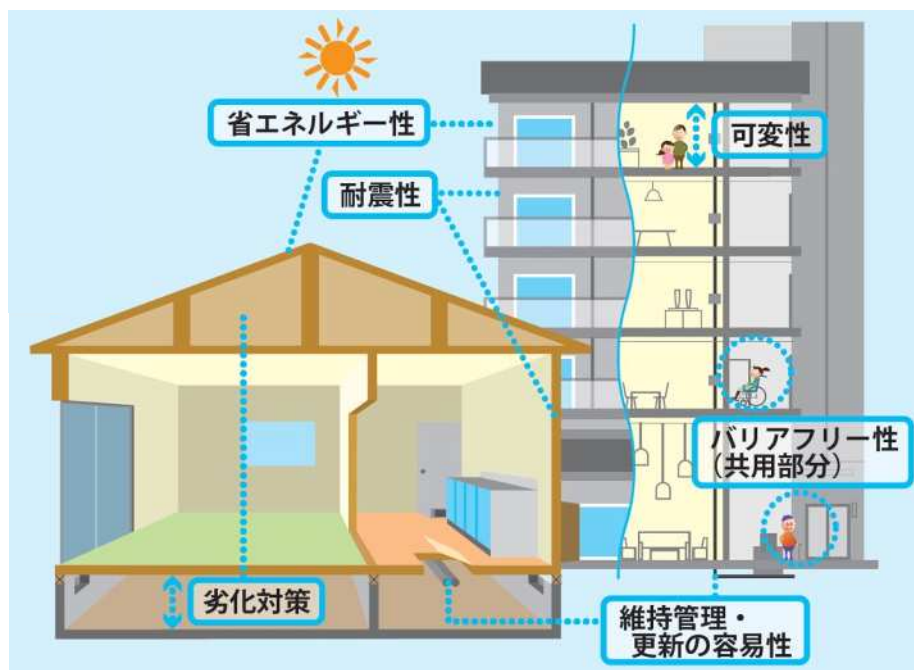 省エネルギー性
可変性
耐震性
バリアフリー性
（共用部分）
劣化対策
維持管理・
更新の容易性